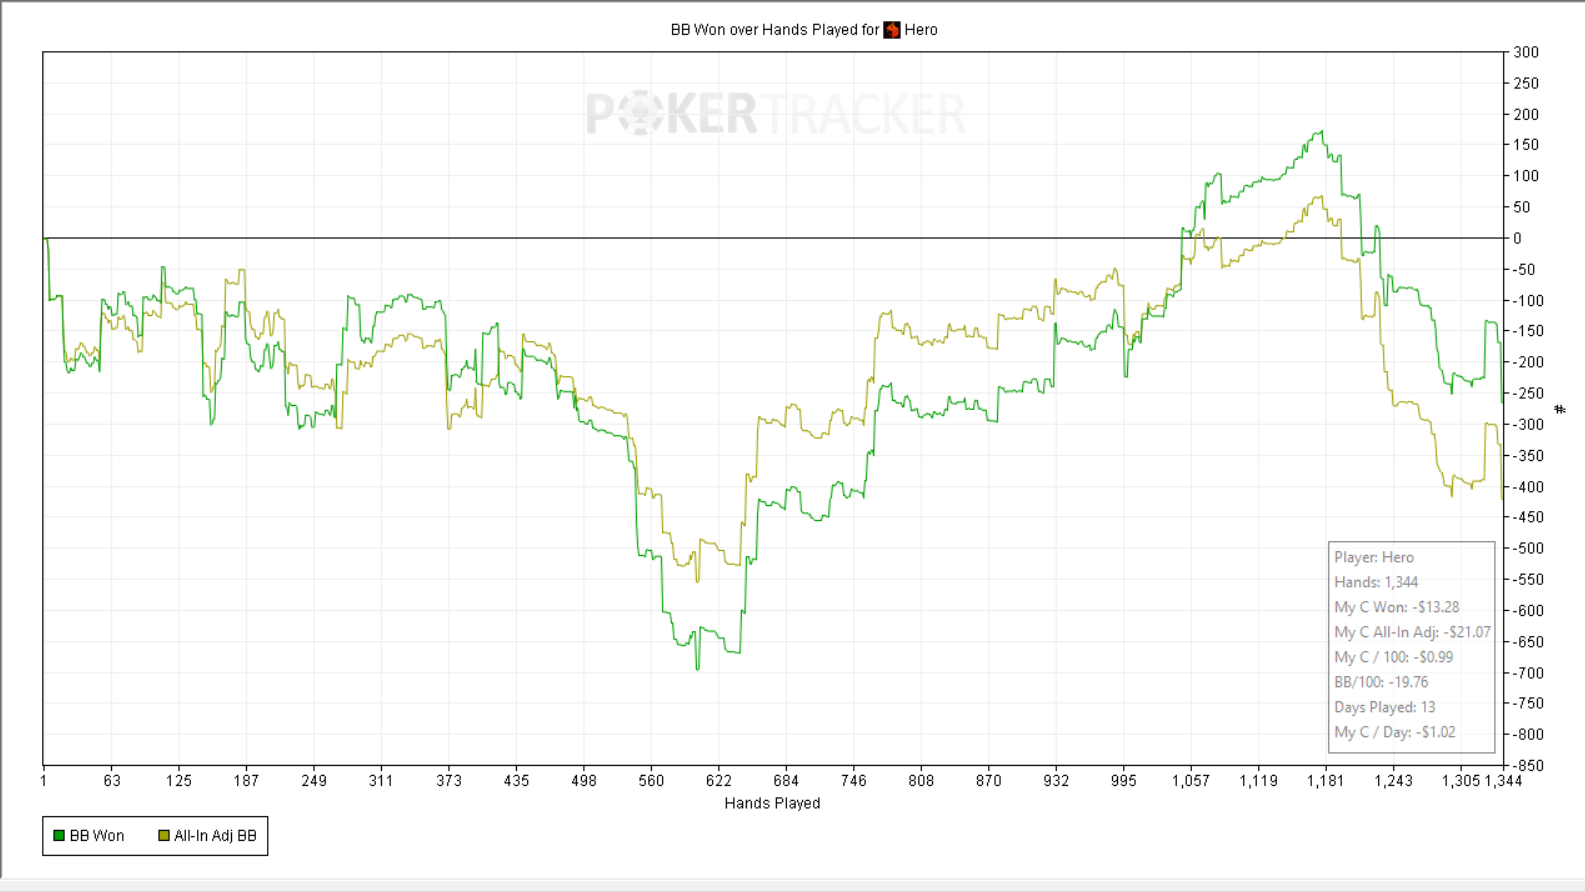 BB Won over Hands Played for Hero
POKERTRACKER
300
250
200
150
100
50
0
-50
-100
-150
-200
-250
-300
-350
-400
-450
-500
-550
-600
-650
-700
-750
-800
-850
#
Player: Hero
Hands: 1,344
My C Won: -$13.28
My C All-In Adj: -$21.07
My C / 100: -$0.99
BB/100: -19.76
Days Played: 13
My C / Day: -$1.02
1 63 125 187 249 311 373 435 498 560 622 684 746 808 870 932 995 1,057 1,119 1,181 1,243 1,305 1,344
Hands Played
BB Won All-In Adj BB